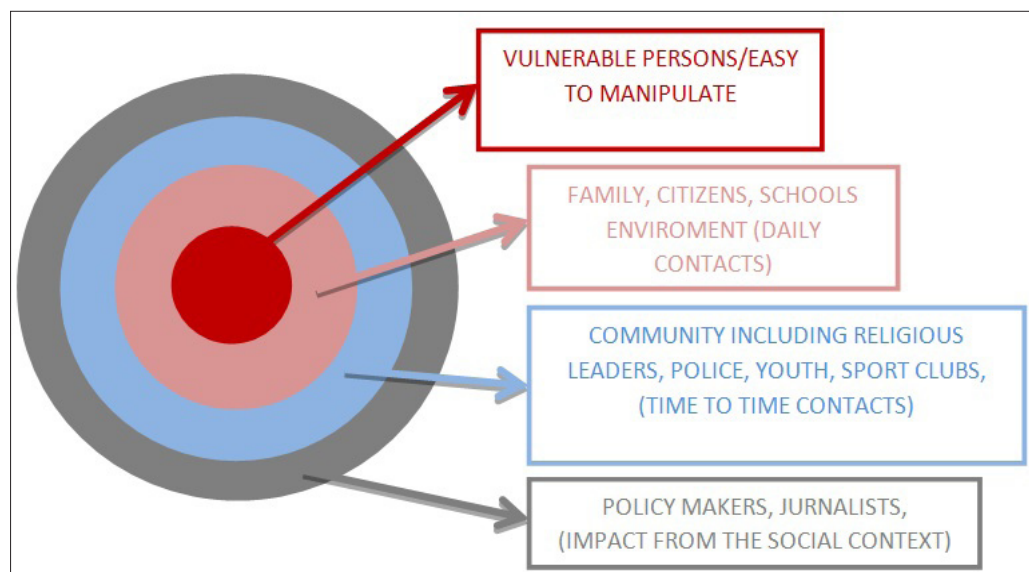 VULNERABLE PERSONS/EASY
TO MANIPULATE
FAMILY, CITIZENS, SCHOOLS
ENVIROMENT (DAILY
CONTACTS)
COMMUNITY INCLUDING RELIGIOUS
LEADERS, POLICE, YOUTH, SPORT CLUBS,
(TIME TO TIME CONTACTS)
POLICY MAKERS, JURNALISTS,
(IMPACT FROM THE SOCIAL CONTEXT)